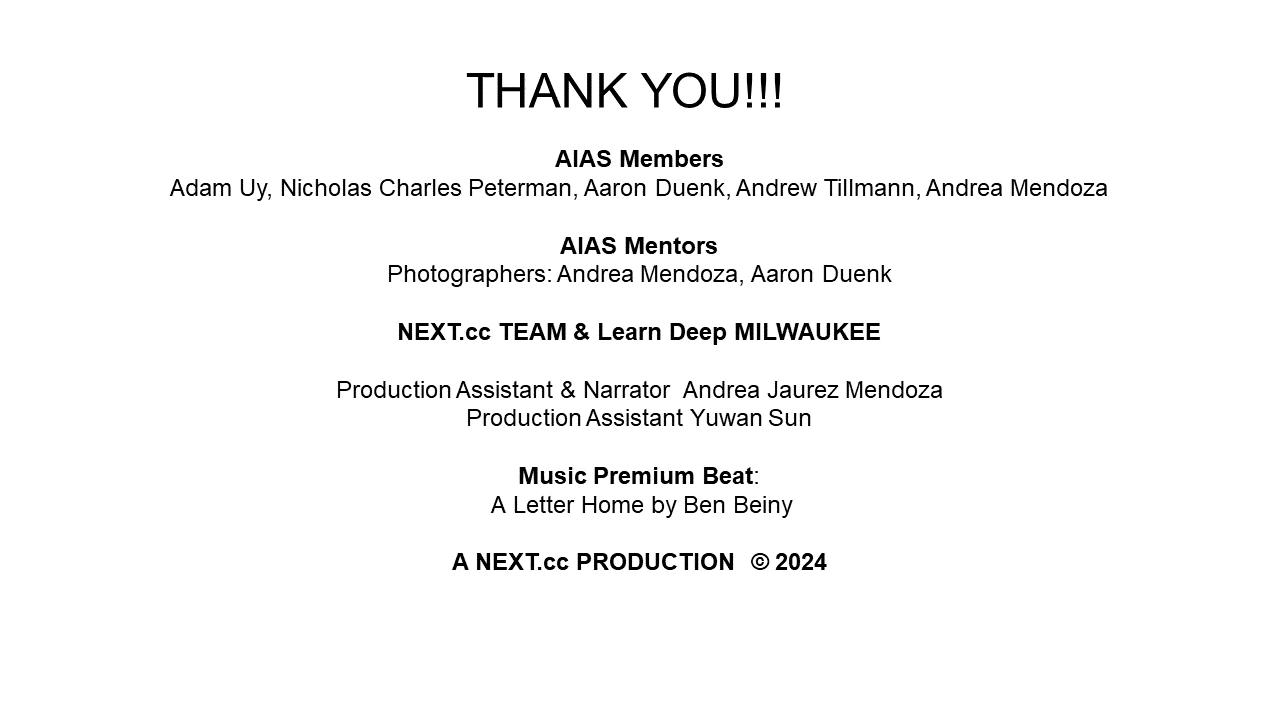 THANK YOU!!!
AIAS Members
Adam Uy, Nicholas Charles Peterman, Aaron Duenk, Andrew Tillmann, Andrea Mendoza
AIAS Mentors
Photographers: Andrea Mendoza, Aaron Duenk
NEXT.cc TEAM & Learn Deep MILWAUKEE
Production Assistant & Narrator  Andrea Jaurez Mendoza
Production Assistant Yuwan Sun
Music Premium Beat:
A Letter Home by Ben Beiny
A NEXT.cc PRODUCTION  © 2024